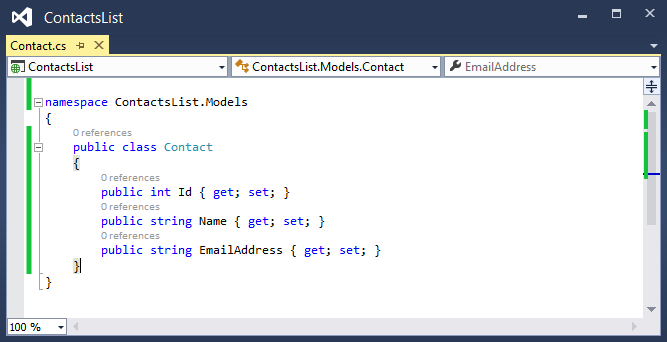 ContactsList
Contact.cs
ContactsList ContactsList.Models.Contact EmailAddress
namespace ContactsList.Models
{
0 references
public class Contact
{
0 references
public int Id { get; set; }
0 references
public string Name { get; set; }
0 references
public string EmailAddress { get; set; }
}
}
100 %